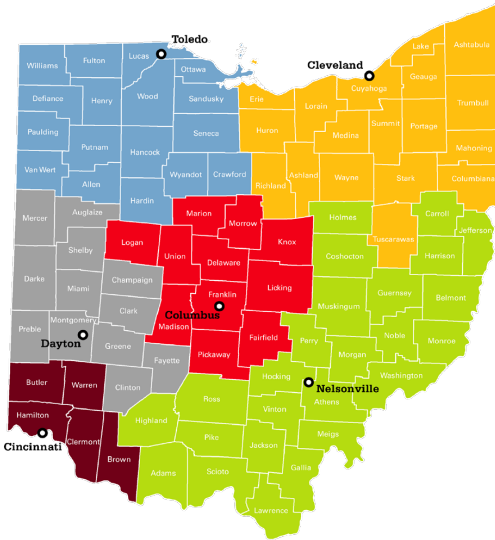 Toledo
Cleveland
Williams
Fulton
Lucas
Ottawa
Lake
Ashtabula
Geauga
Cuyahoga
Defiance
Henry
Wood
Sandusky
Erie
Lorain
Trumbull
Summit
Portage
Paulding
Putnam
Seneca
Huron
Medina
Mahoning
Hancock
Van Wert
Allen
Wyandot
Crawford
Richland
Ashland
Wayne
Stark
Columbiana
Hardin
Mercer
Auglaize
Marion
Morrow
Holmes
Carroll
Jefferson
Logan
Union
Knox
Tuscarawas
Shelby
Delaware
Coshocton
Harrison
Darke
Miami
Champaign
Licking
Franklin
Muskingum
Guernsey
Belmont
Clark
Columbus
Preble
Montgomery
Madison
Dayton
Greene
Fairfield
Perry
Noble
Monroe
Fayette
Pickaway
Morgan
Washington
Butler
Warren
Clinton
Hocking
Nelsonville
Athens
Ross
Vinton
Hamilton
Highland
Meigs
Cincinnati
Clermont
Pike
Jackson
Brown
Adams
Scioto
Gallia
Lawrence